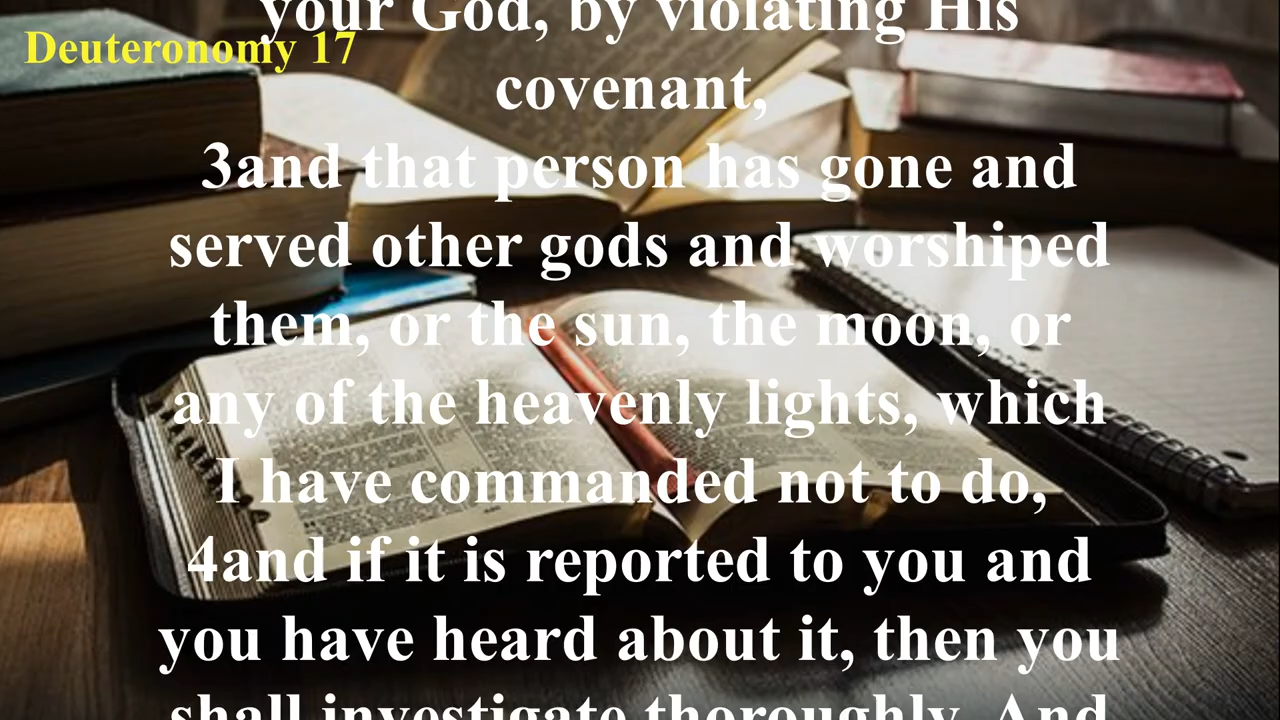 your God, by violating His
Deuteronomy 17
covenant,
3and that person has gone and
served other gods and worshiped
them, or the sun, the moon, or
any of the heavenly lights, which
I have commanded not to do,
4and if it is reported to you and
you have heard about it, then you
shall investigate thoroughly. And